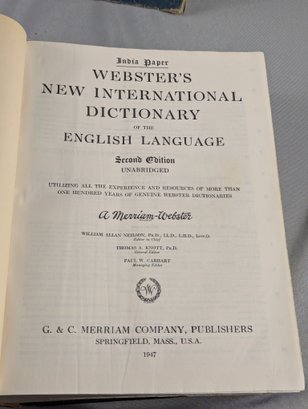 India Paper
WEBSTER'S
NEW INTERNATIONAL
DICTIONARY
OF THE
ENGLISH LANGUAGE
Second Edition
UNABRIDGED
UTILIZING ALL THE EXPERIENCE AND RESOURCES OF MORE THAN
ONE HUNDRED YEARS OF GENUINE WEBSTER DICTIONARIES
A Merriam-Webster
WILLIAM ALLAN NEILSON, Ph.D., LL.D., L.H.D., Litt.D.
Editor in Chief
THOMAS A. KNOTT, Ph.D.
General Editor
PAUL W. CARHART
Managing Editor
W
G. & C. MERRIAM COMPANY, PUBLISHERS
SPRINGFIELD, MASS., U.S.A.
1947